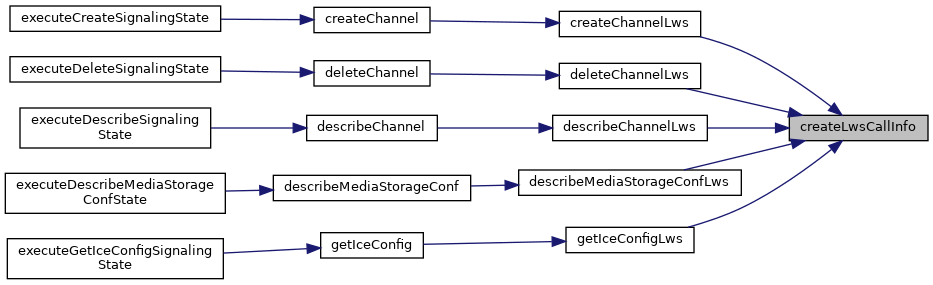 executeCreateSignalingState
createChannel
createChannelLws
executeDeleteSignalingState
deleteChannel
deleteChannelLws
executeDescribeSignaling
State
describeChannel
describeChannelLws
createLwsCallInfo
executeDescribeMediaStorage
ConfState
describeMediaStorageConf
describeMediaStorageConfLws
executeGetIceConfigSignaling
State
getIceConfig
getIceConfigLws